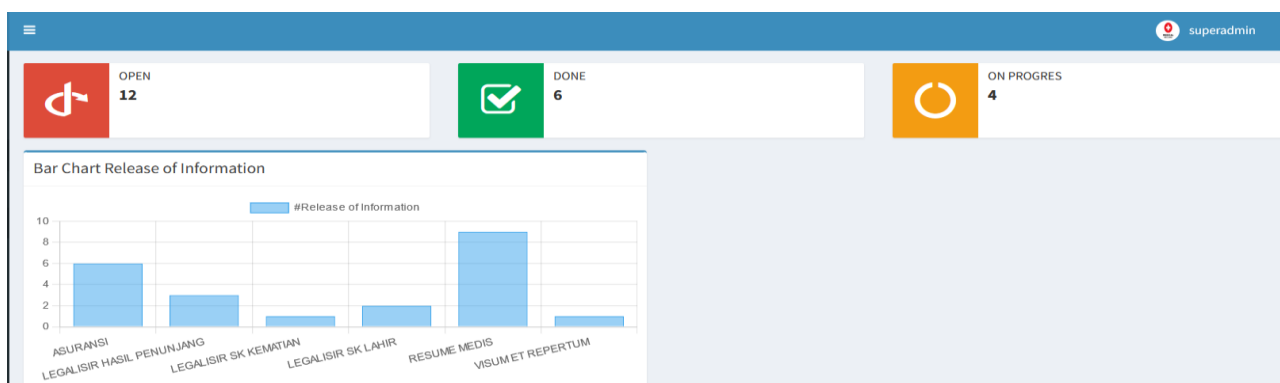 superadmin
OPEN
12
DONE
6
ON PROGRES
4
Bar Chart Release of Information
#Release of Information
10
8
6
4
2
0
ASURANSI
LEGALISIR HASIL PENUNJANG
LEGALISIR SK KEMATIAN
LEGALISIR SK LAHIR
RESUME MEDIS
VISUM ET REPERTUM